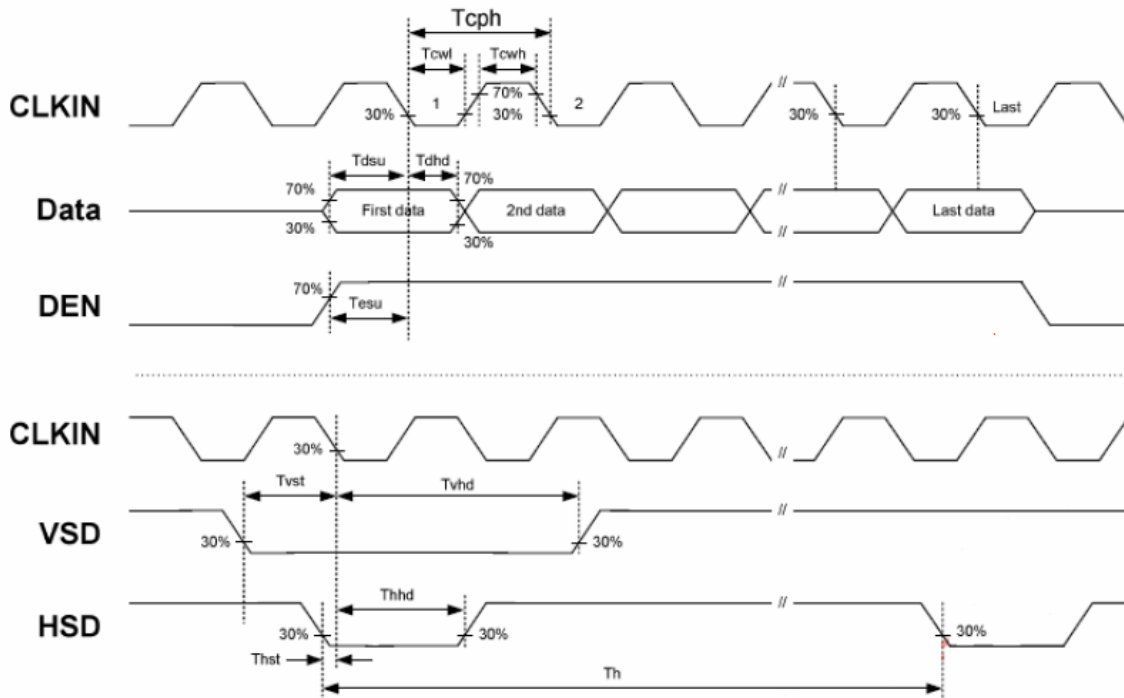 Tcph
Tcwl Tcwh
CLKIN 30% 1 70% 30% 2 // 30% 30% Last
Tdsu Tdhd
70% 70%
Data First data 2nd data // Last data
30% 30%
//
DEN 70% Tesu
CLKIN 30% //
Tvst Tvhd
VSD 30% 30% //
Thhd
HSD 30% 30% // 30%
Thst
Th